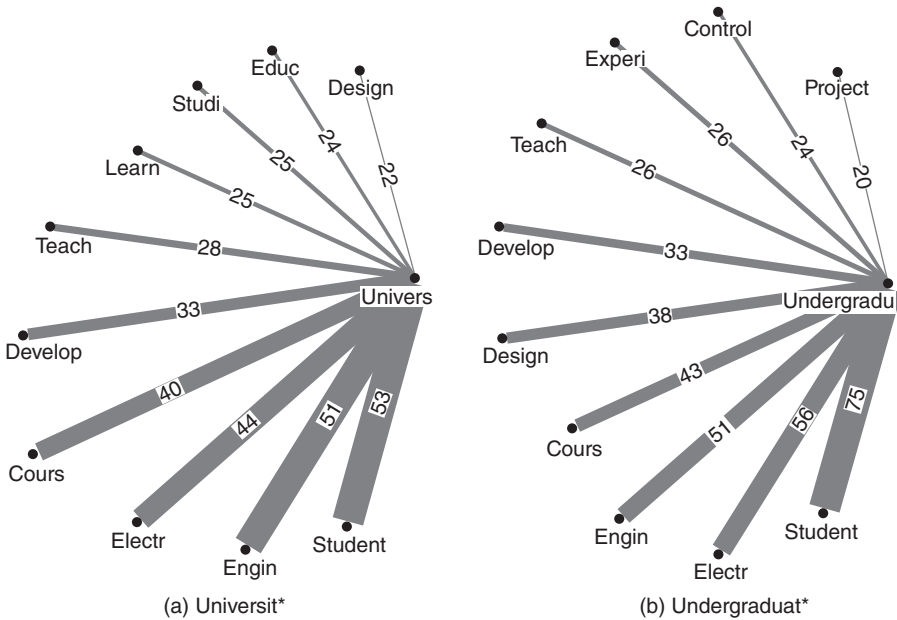 Educ
Design
Studi
Learn
Teach
Develop
Cours
Electr
Engin
Student
Univers
22
24
25
25
28
33
40
44
51
53
(a) Universit*
Control
Experi
Project
Teach
Develop
Design
Cours
Engin
Electr
Student
Undergradu
20
24
26
26
33
38
43
51
56
75
(b) Undergraduat*